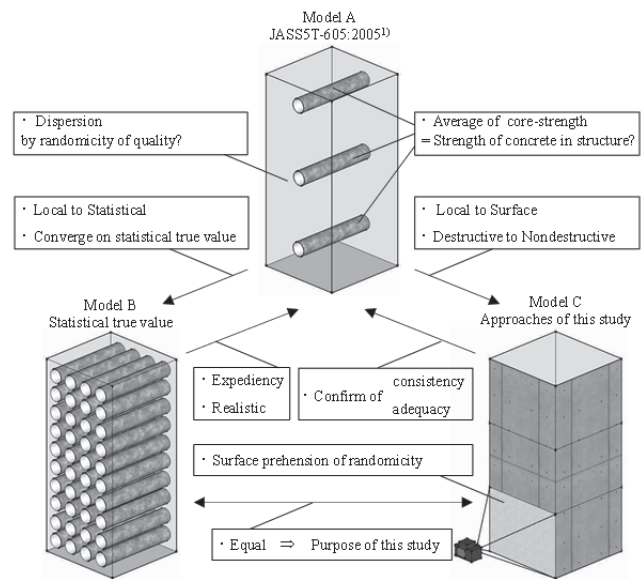 Model A
JASS5T-605:2005¹⁾
・Dispersion
by randomicity of quality?
・Average of core-strength
= Strength of concrete in structure?
・Local to Statistical
・Converge on statistical true value
・Local to Surface
・Destructive to Nondestructive
Model B
Statistical true value
Model C
Approaches of this study
・Expediency
・Realistic
・Confirm of consistency
adequacy
・Surface prehension of randomicity
・Equal ⇒ Purpose of this study